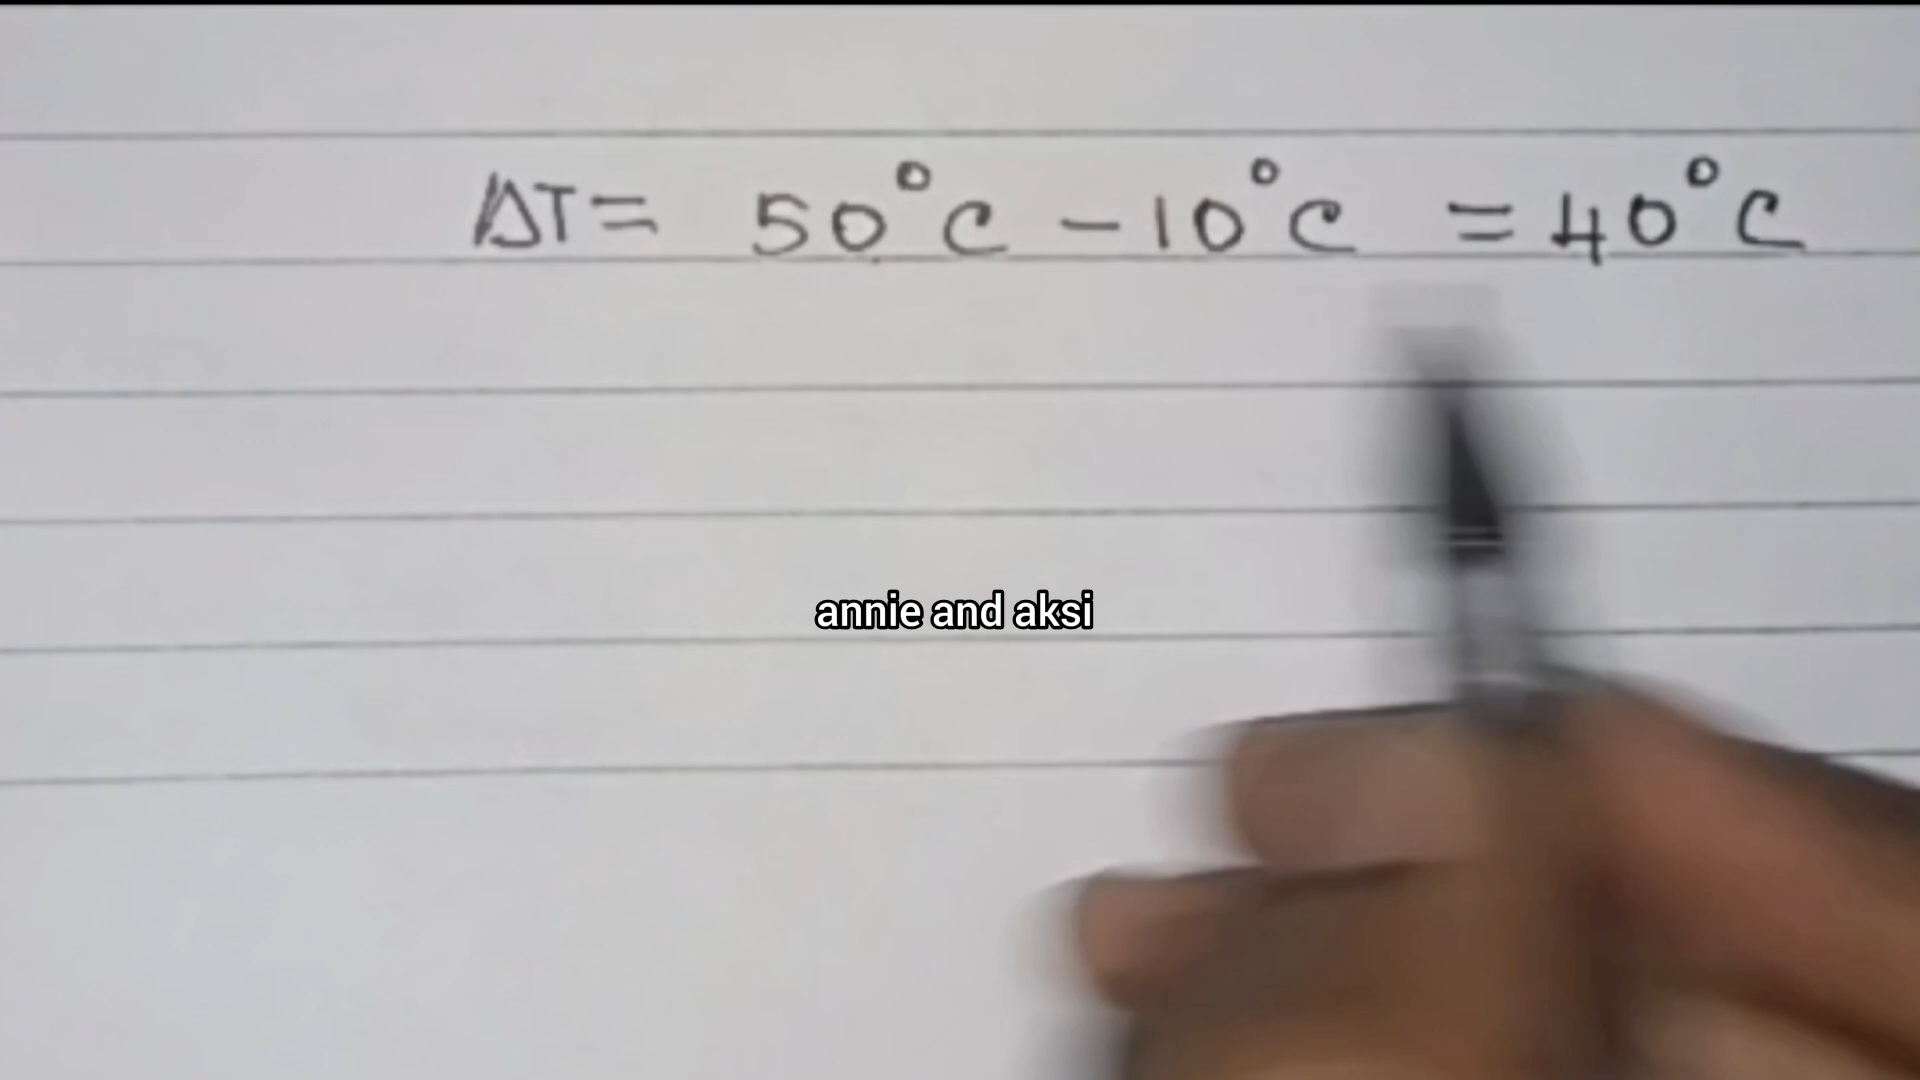 ΔT = 50°C - 10°C = 40°C
annie and aksi